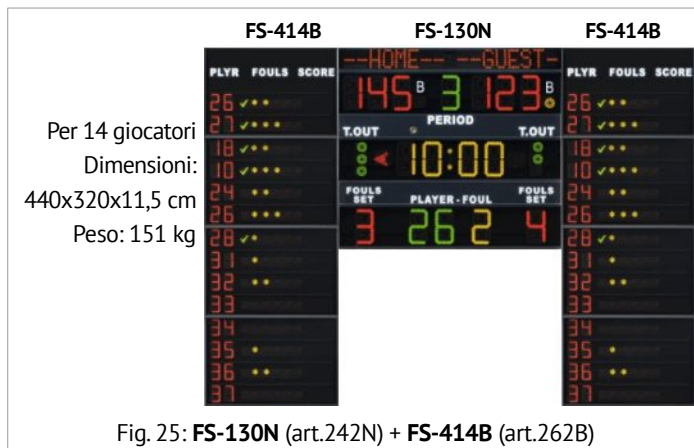 FS-414B FS-130N FS-414B
--HOME-- --GUEST-
PLYR FOULS SCORE
145 B 3 123 B
PLYR FOULS SCORE
26
27
18
10
24
26
28
31
32
33
34
35
36
37
PERIOD
T.OUT T.OUT
10:00
FOULS SET PLAYER-FOUL FOULS SET
3 26 2 4
26
27
18
10
24
26
28
31
32
33
34
35
36
37
Per 14 giocatori
Dimensioni:
440x320x11,5 cm
Peso: 151 kg
Fig. 25: FS-130N (art.242N) + FS-414B (art.262B)